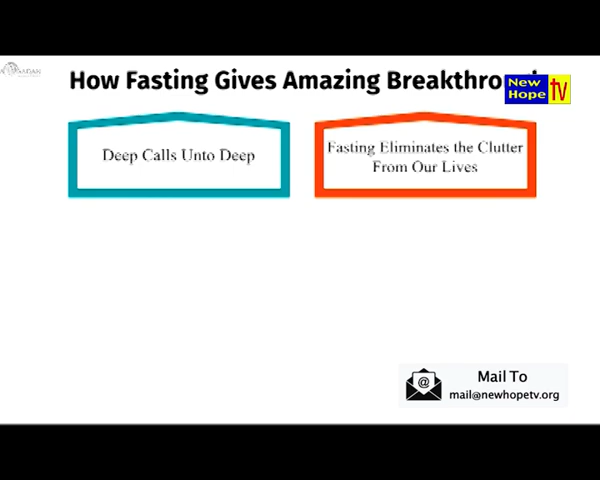 How Fasting Gives Amazing
New
Hope
tv
Deep Calls Unto Deep
Fasting Eliminates the Clutter
From Our Lives
@
Mail To
mail@newhopetv.org